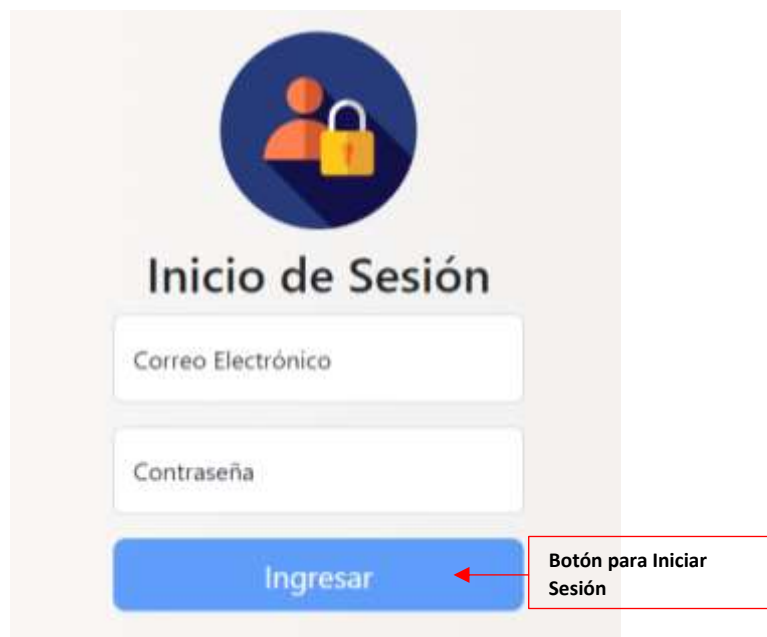 Inicio de Sesión
Correo Electrónico
Contraseña
Ingresar
Botón para Iniciar
Sesión